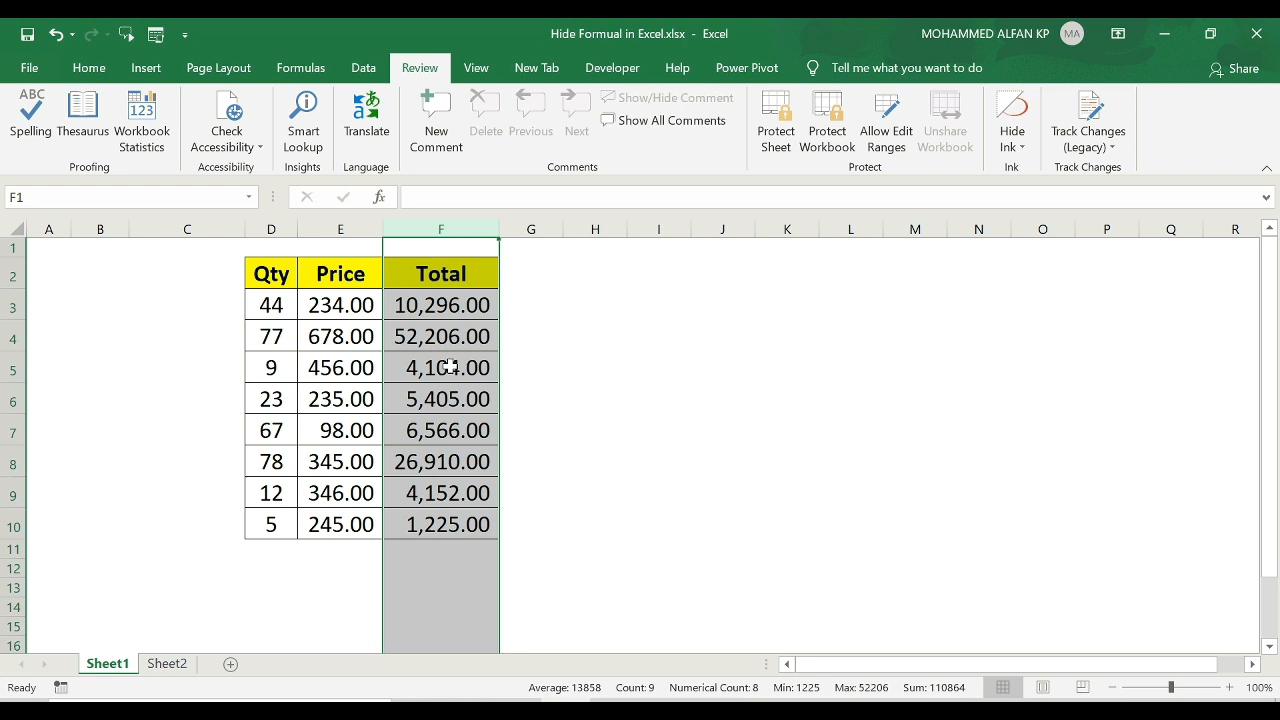 Hide Formual in Excel.xlsx - Excel
MOHAMMED ALFAN KP MA
File Home Insert Page Layout Formulas Data Review View New Tab Developer Help Power Pivot Tell me what you want to do Share
ABC
Spelling Thesaurus Workbook Statistics
Check Accessibility
Smart Lookup
Translate
New Comment Delete Previous Next
Show/Hide Comment
Show All Comments
Protect Sheet Protect Workbook Allow Edit Ranges Unshare Workbook
Hide Ink
Track Changes (Legacy)
Proofing Accessibility Insights Language Comments Protect Ink Track Changes
F1 fx
A B C D E F G H I J K L M N O P Q R
1
2 Qty Price Total
3 44 234.00 10,296.00
4 77 678.00 52,206.00
5 9 456.00 4,104.00
6 23 235.00 5,405.00
7 67 98.00 6,566.00
8 78 345.00 26,910.00
9 12 346.00 4,152.00
10 5 245.00 1,225.00
11
12
13
14
15
16
Sheet1 Sheet2
Ready Average: 13858 Count: 9 Numerical Count: 8 Min: 1225 Max: 52206 Sum: 110864 100%